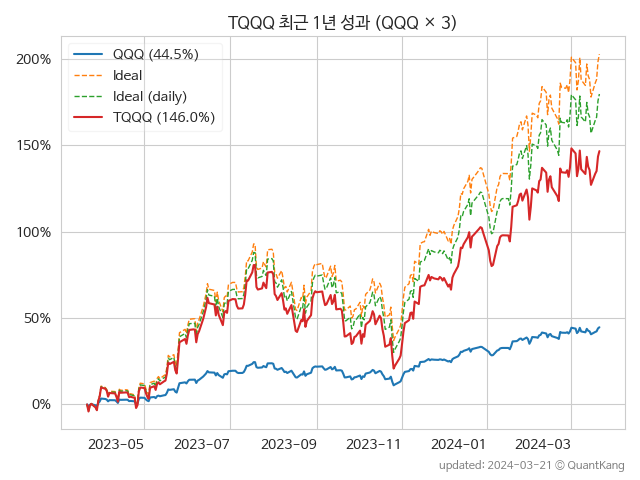 TQQQ 최근 1년 성과 (QQQ × 3)
QQQ (44.5%)
Ideal
Ideal (daily)
TQQQ (146.0%)
200%
150%
100%
50%
0%
2023-05 2023-07 2023-09 2023-11 2024-01 2024-03
updated: 2024-03-21 © QuantKang